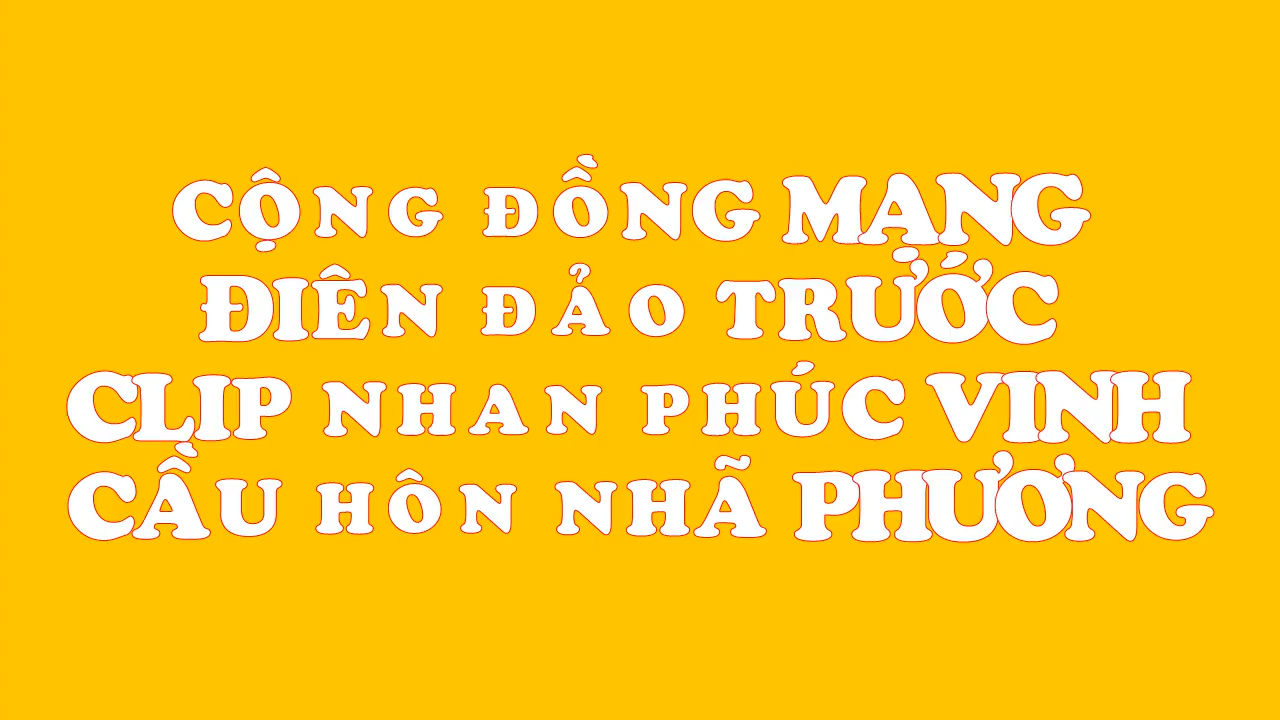 CỘNG ĐỒNG MẠNG
ĐIÊN ĐẢO TRƯỚC
CLIP NHAN PHÚC VINH
CẦU HÔN NHÃ PHƯƠNG